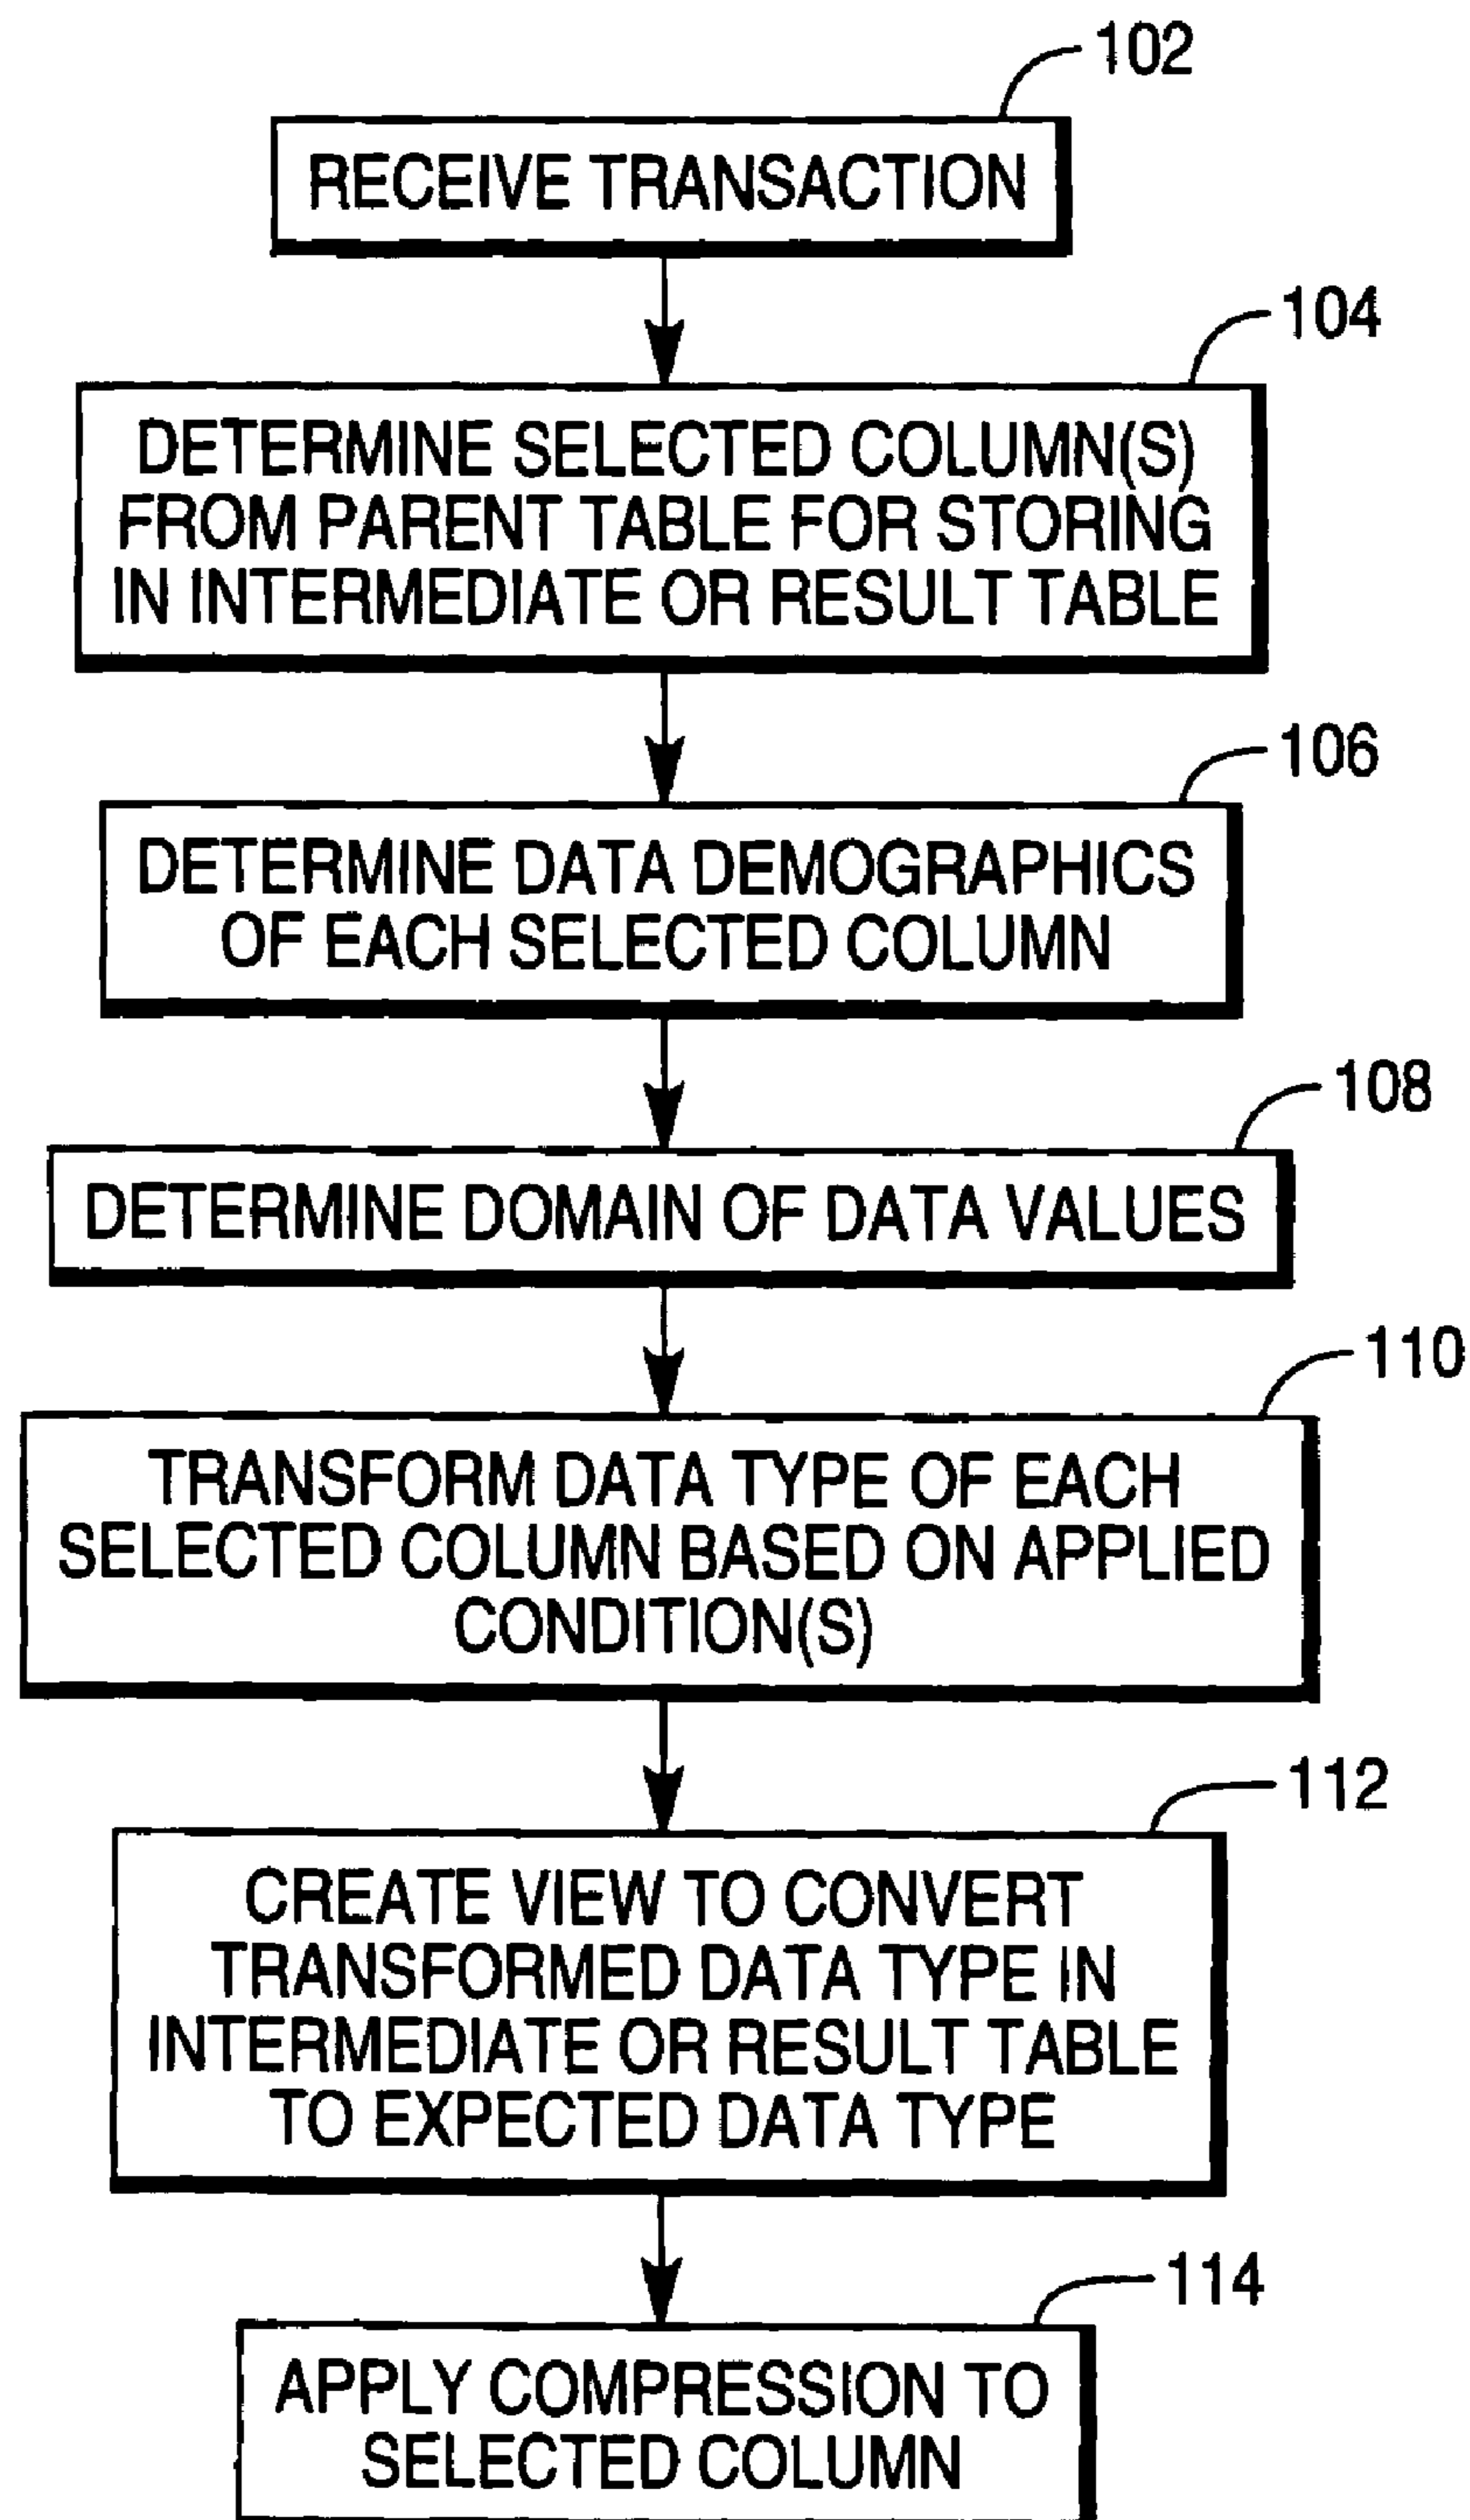 102
RECEIVE TRANSACTION
104
DETERMINE SELECTED COLUMN(S)
FROM PARENT TABLE FOR STORING
IN INTERMEDIATE OR RESULT TABLE
106
DETERMINE DATA DEMOGRAPHICS
OF EACH SELECTED COLUMN
108
DETERMINE DOMAIN OF DATA VALUES
110
TRANSFORM DATA TYPE OF EACH
SELECTED COLUMN BASED ON APPLIED
CONDITION(S)
112
CREATE VIEW TO CONVERT
TRANSFORMED DATA TYPE IN
INTERMEDIATE OR RESULT TABLE
TO EXPECTED DATA TYPE
114
APPLY COMPRESSION TO
SELECTED COLUMN